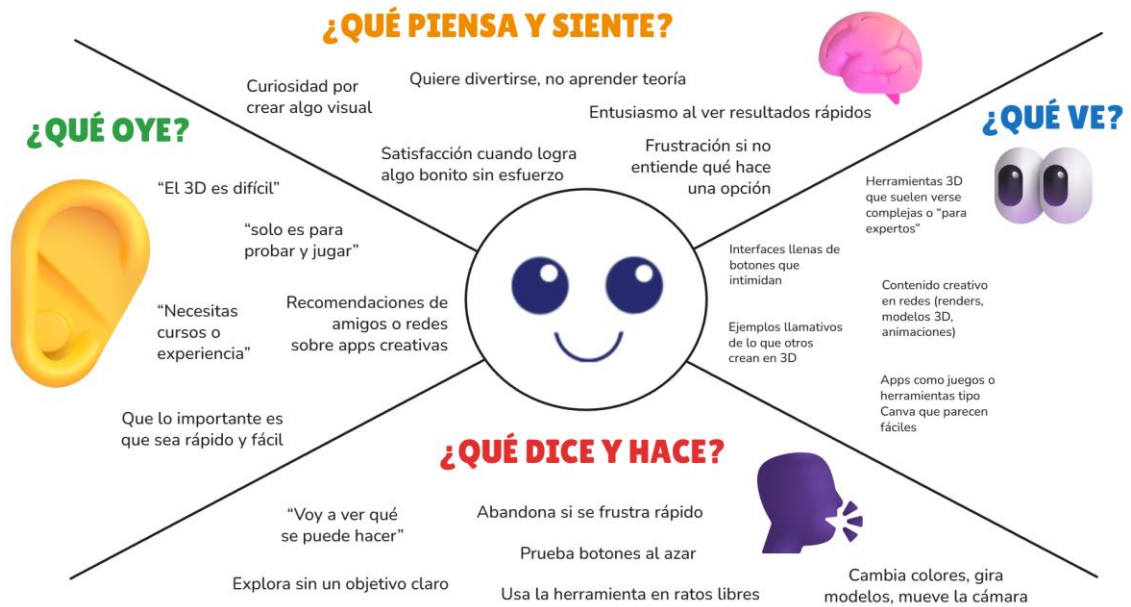 ¿QUÉ PIENSA Y SIENTE?
Curiosidad por
crear algo visual
Quiere divertirse, no aprender teoría
Entusiasmo al ver resultados rápidos
Satisfacción cuando logra
algo bonito sin esfuerzo
Frustración si no
entiende qué hace
una opción
¿QUÉ OYE?
“El 3D es difícil”
“solo es para
probar y jugar”
“Necesitas
cursos o
experiencia”
Recomendaciones de
amigos o redes
sobre apps creativas
Que lo importante es
que sea rápido y fácil
¿QUÉ VE?
Herramientas 3D
que suelen verse
complejas o “para
expertos”
Interfaces llenas de
botones que
intimidan
Contenido creativo
en redes (renders,
modelos 3D,
animaciones)
Ejemplos llamativos
de lo que otros
crean en 3D
Apps como juegos o
herramientas tipo
Canva que parecen
fáciles
¿QUÉ DICE Y HACE?
“Voy a ver qué
se puede hacer”
Abandona si se frustra rápido
Prueba botones al azar
Explora sin un objetivo claro
Usa la herramienta en ratos libres
Cambia colores, gira
modelos, mueve la cámara